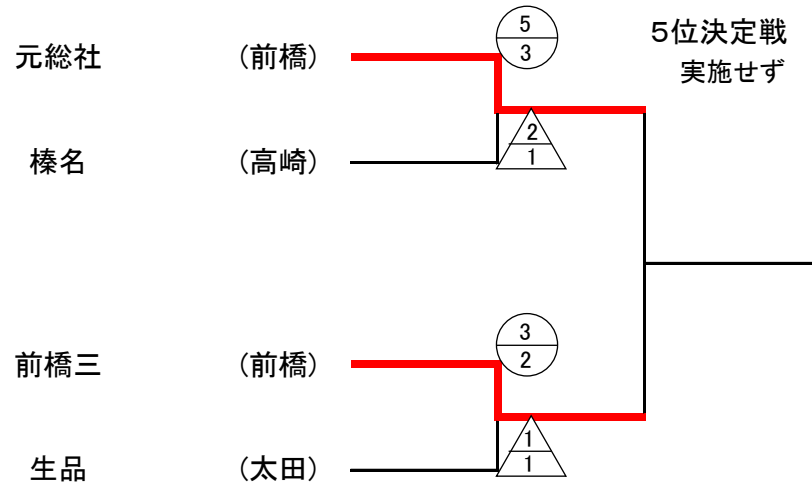 5
3
5位決定戦
実施せず
元総社 (前橋)
2
1
榛名 (高崎)
3
2
前橋三 (前橋)
1
1
生品 (太田)